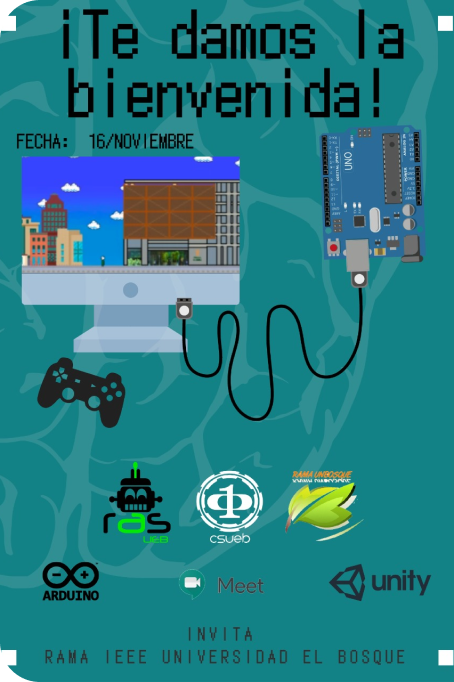 ¡Te damos la
bienvenida!
FECHA: 16/NOVIEMBRE
UNO
RAMA UNBOSQUE
ras
UEB
csueb
ARDUINO
Meet
unity
INVITA
RAMA IEEE UNIVERSIDAD EL BOSQUE